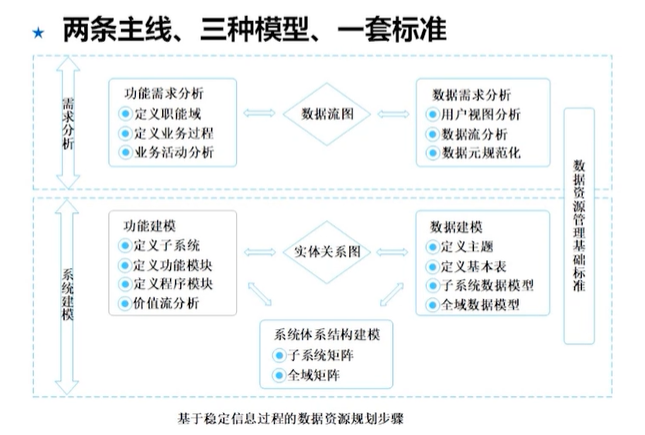 两条主线、三种模型、一套标准
需求分析
功能需求分析
定义职能域
定义业务过程
业务活动分析
数据流图
数据需求分析
用户视图分析
数据流分析
数据元规范化
数据资源管理基础标准
系统建模
功能建模
定义子系统
定义功能模块
定义程序模块
价值流分析
实体关系图
数据建模
定义主题
定义基本表
子系统数据模型
全域数据模型
系统体系结构建模
子系统矩阵
全域矩阵
基于稳定信息过程的数据资源规划步骤